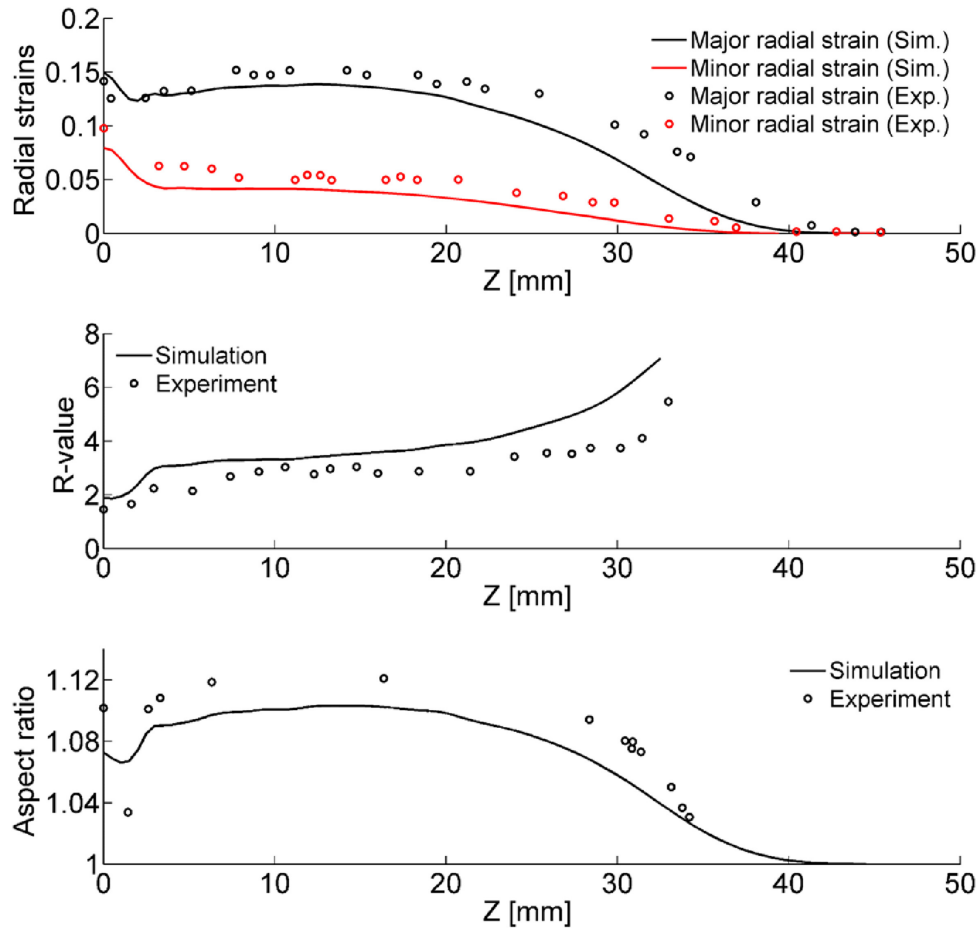 Radial strains
0.2
0.15
0.1
0.05
0
Major radial strain (Sim.)
Minor radial strain (Sim.)
Major radial strain (Exp.)
Minor radial strain (Exp.)
0 10 20 30 40 50
Z [mm]
R-value
8
6
4
2
0
Simulation
Experiment
0 10 20 30 40 50
Z [mm]
Aspect ratio
1.12
1.08
1.04
1
Simulation
Experiment
0 10 20 30 40 50
Z [mm]